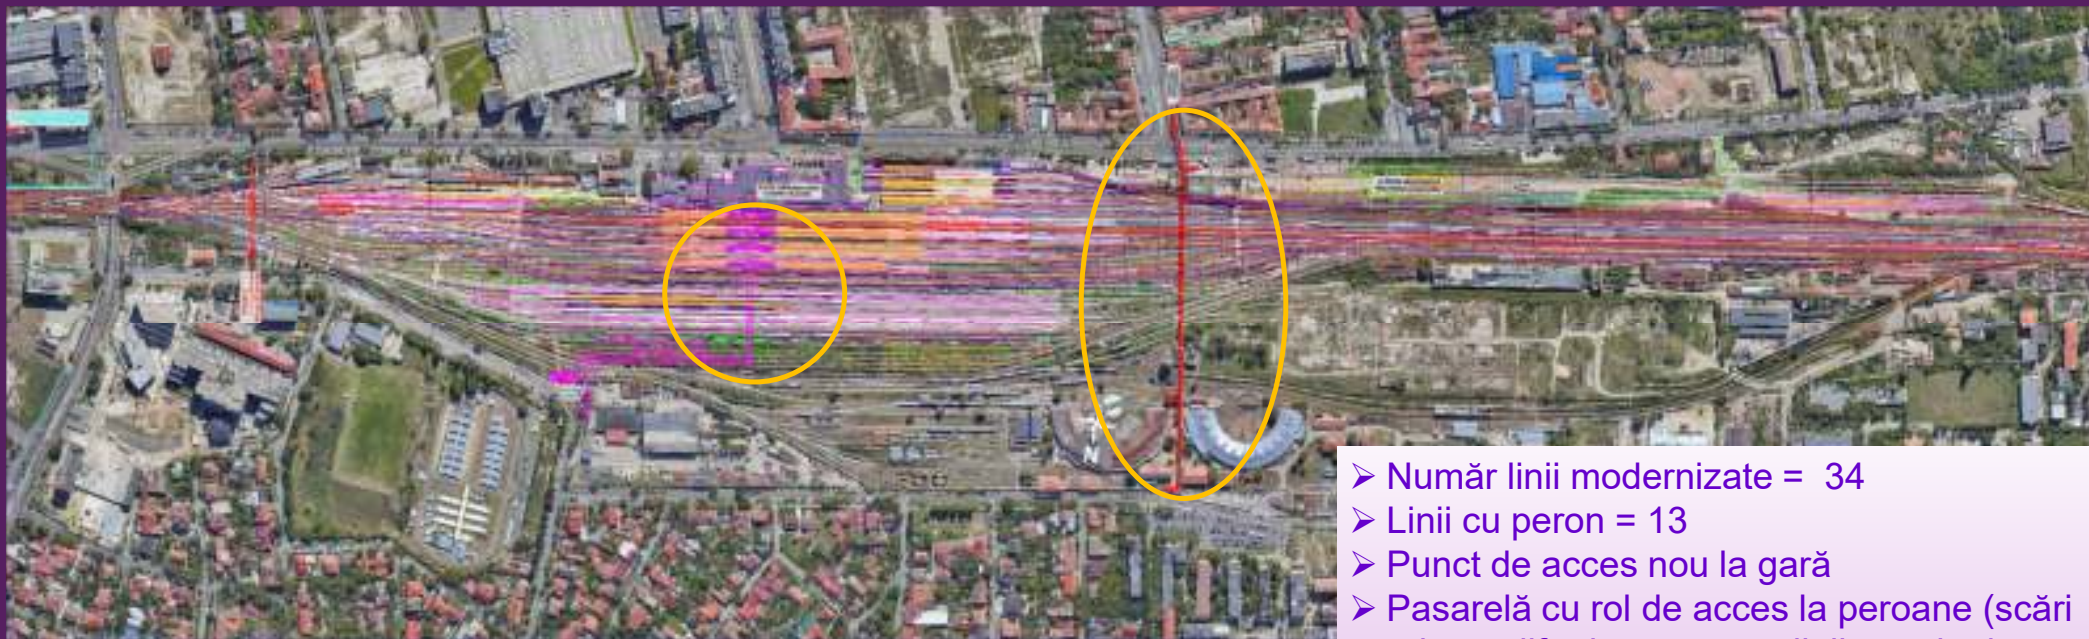 ➢ Număr linii modernizate = 34
➢ Linii cu peron = 13
➢ Punct de acces nou la gară
➢ Pasarelă cu rol de acces la peroane (scări